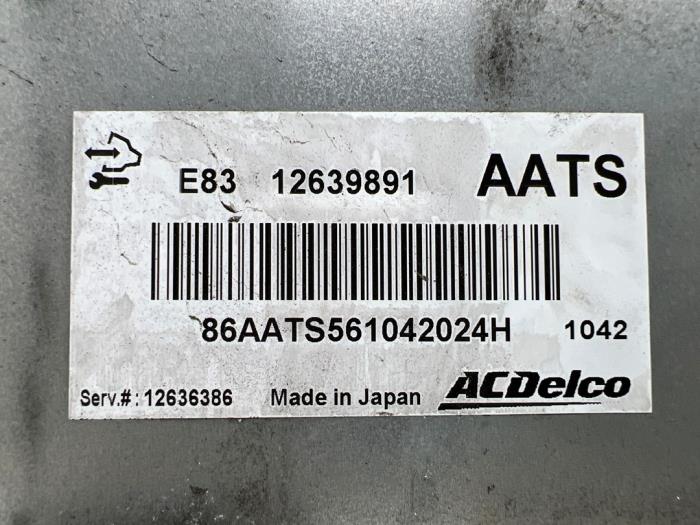 E83 12639891 AATS
86AATS561042024H 1042
Serv.#: 12636386 Made in Japan ACDelco